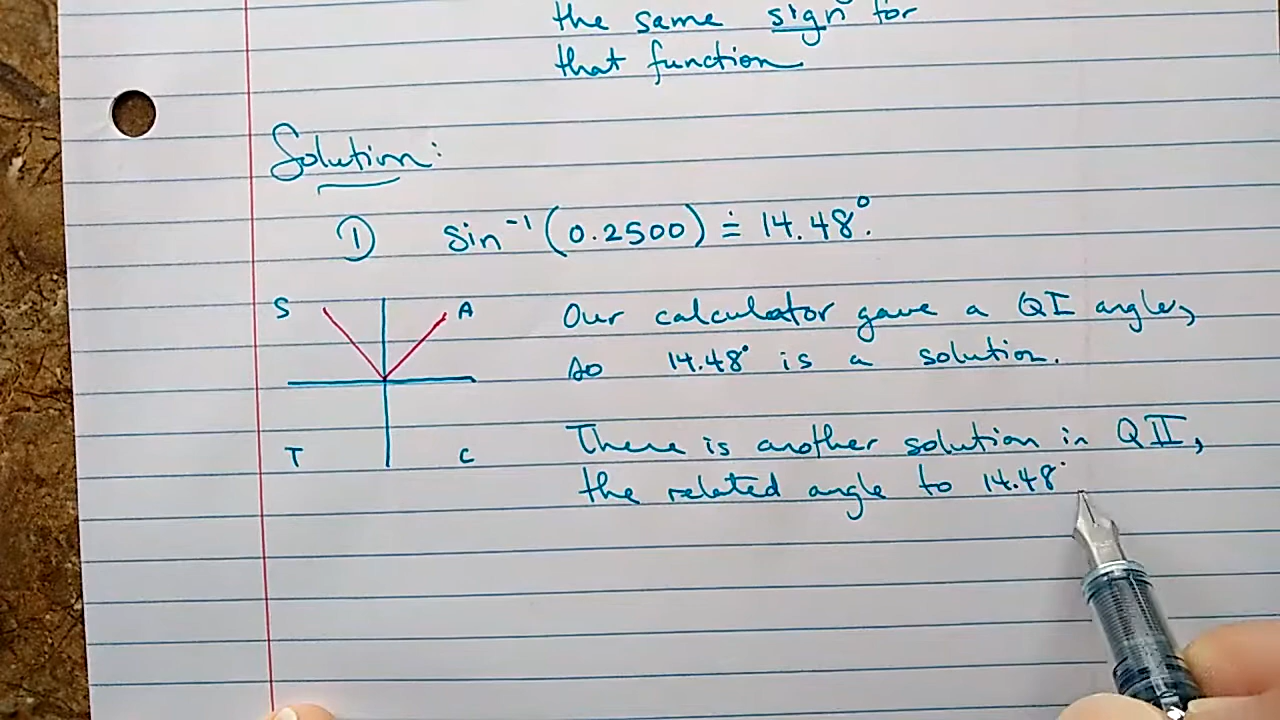 the same sign for
that function
Solution:
① sin⁻¹(0.2500) ≐ 14.48°.
S A
Our calculator gave a QI angle,
so 14.48° is a solution.
There is another solution in QII,
T C
the related angle to 14.48°